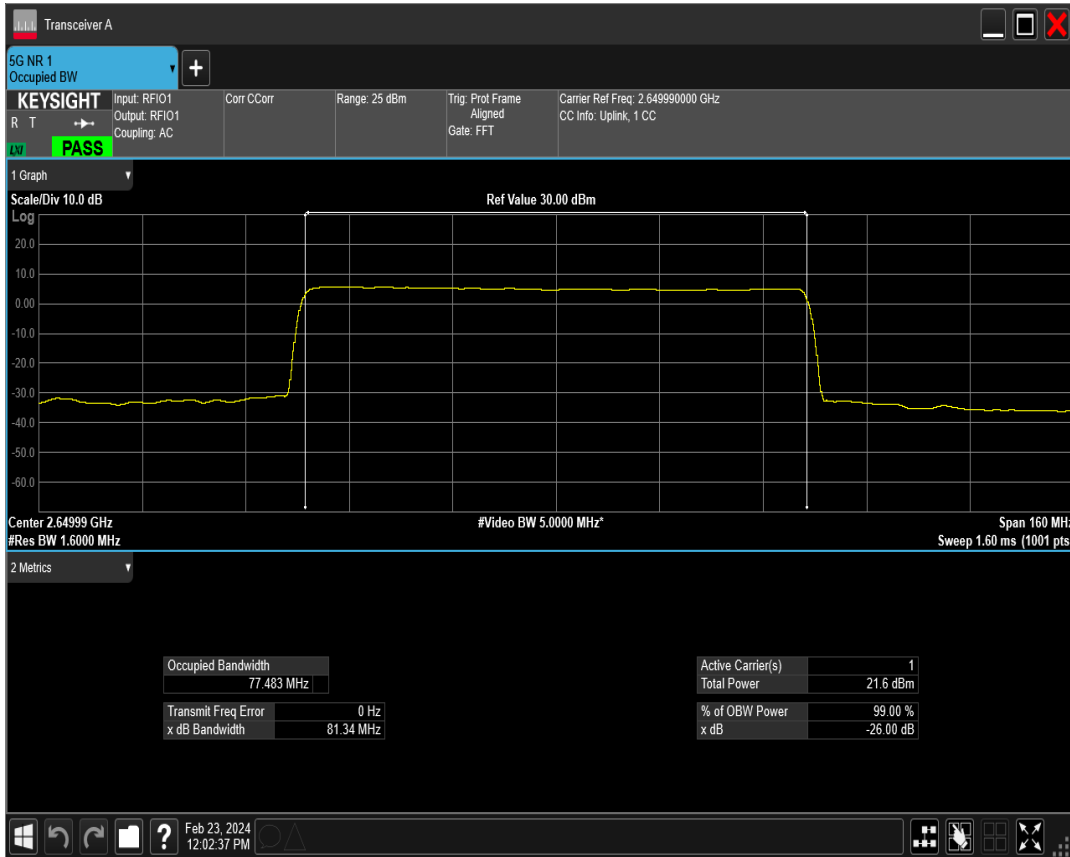 Transceiver A
5G NR 1
Occupied BW
KEYSIGHT
R T
LXI
PASS
Input: RFIO1
Output: RFIO1
Coupling: AC
Corr CCorr
Range: 25 dBm
Trig: Prot Frame
Aligned
Gate: FFT
Carrier Ref Freq: 2.649990000 GHz
CC Info: Uplink, 1 CC
1 Graph
Scale/Div 10.0 dB
Ref Value 30.00 dBm
Log
20.0
10.0
0.00
-10.0
-20.0
-30.0
-40.0
-50.0
-60.0
Center 2.64999 GHz
#Video BW 5.0000 MHz*
Span 160 MHz
#Res BW 1.6000 MHz
Sweep 1.60 ms (1001 pts
2 Metrics
Occupied Bandwidth
77.483 MHz
Transmit Freq Error 0 Hz
x dB Bandwidth 81.34 MHz
Active Carrier(s) 1
Total Power 21.6 dBm
% of OBW Power 99.00 %
x dB -26.00 dB
?
Feb 23, 2024
12:02:37 PM